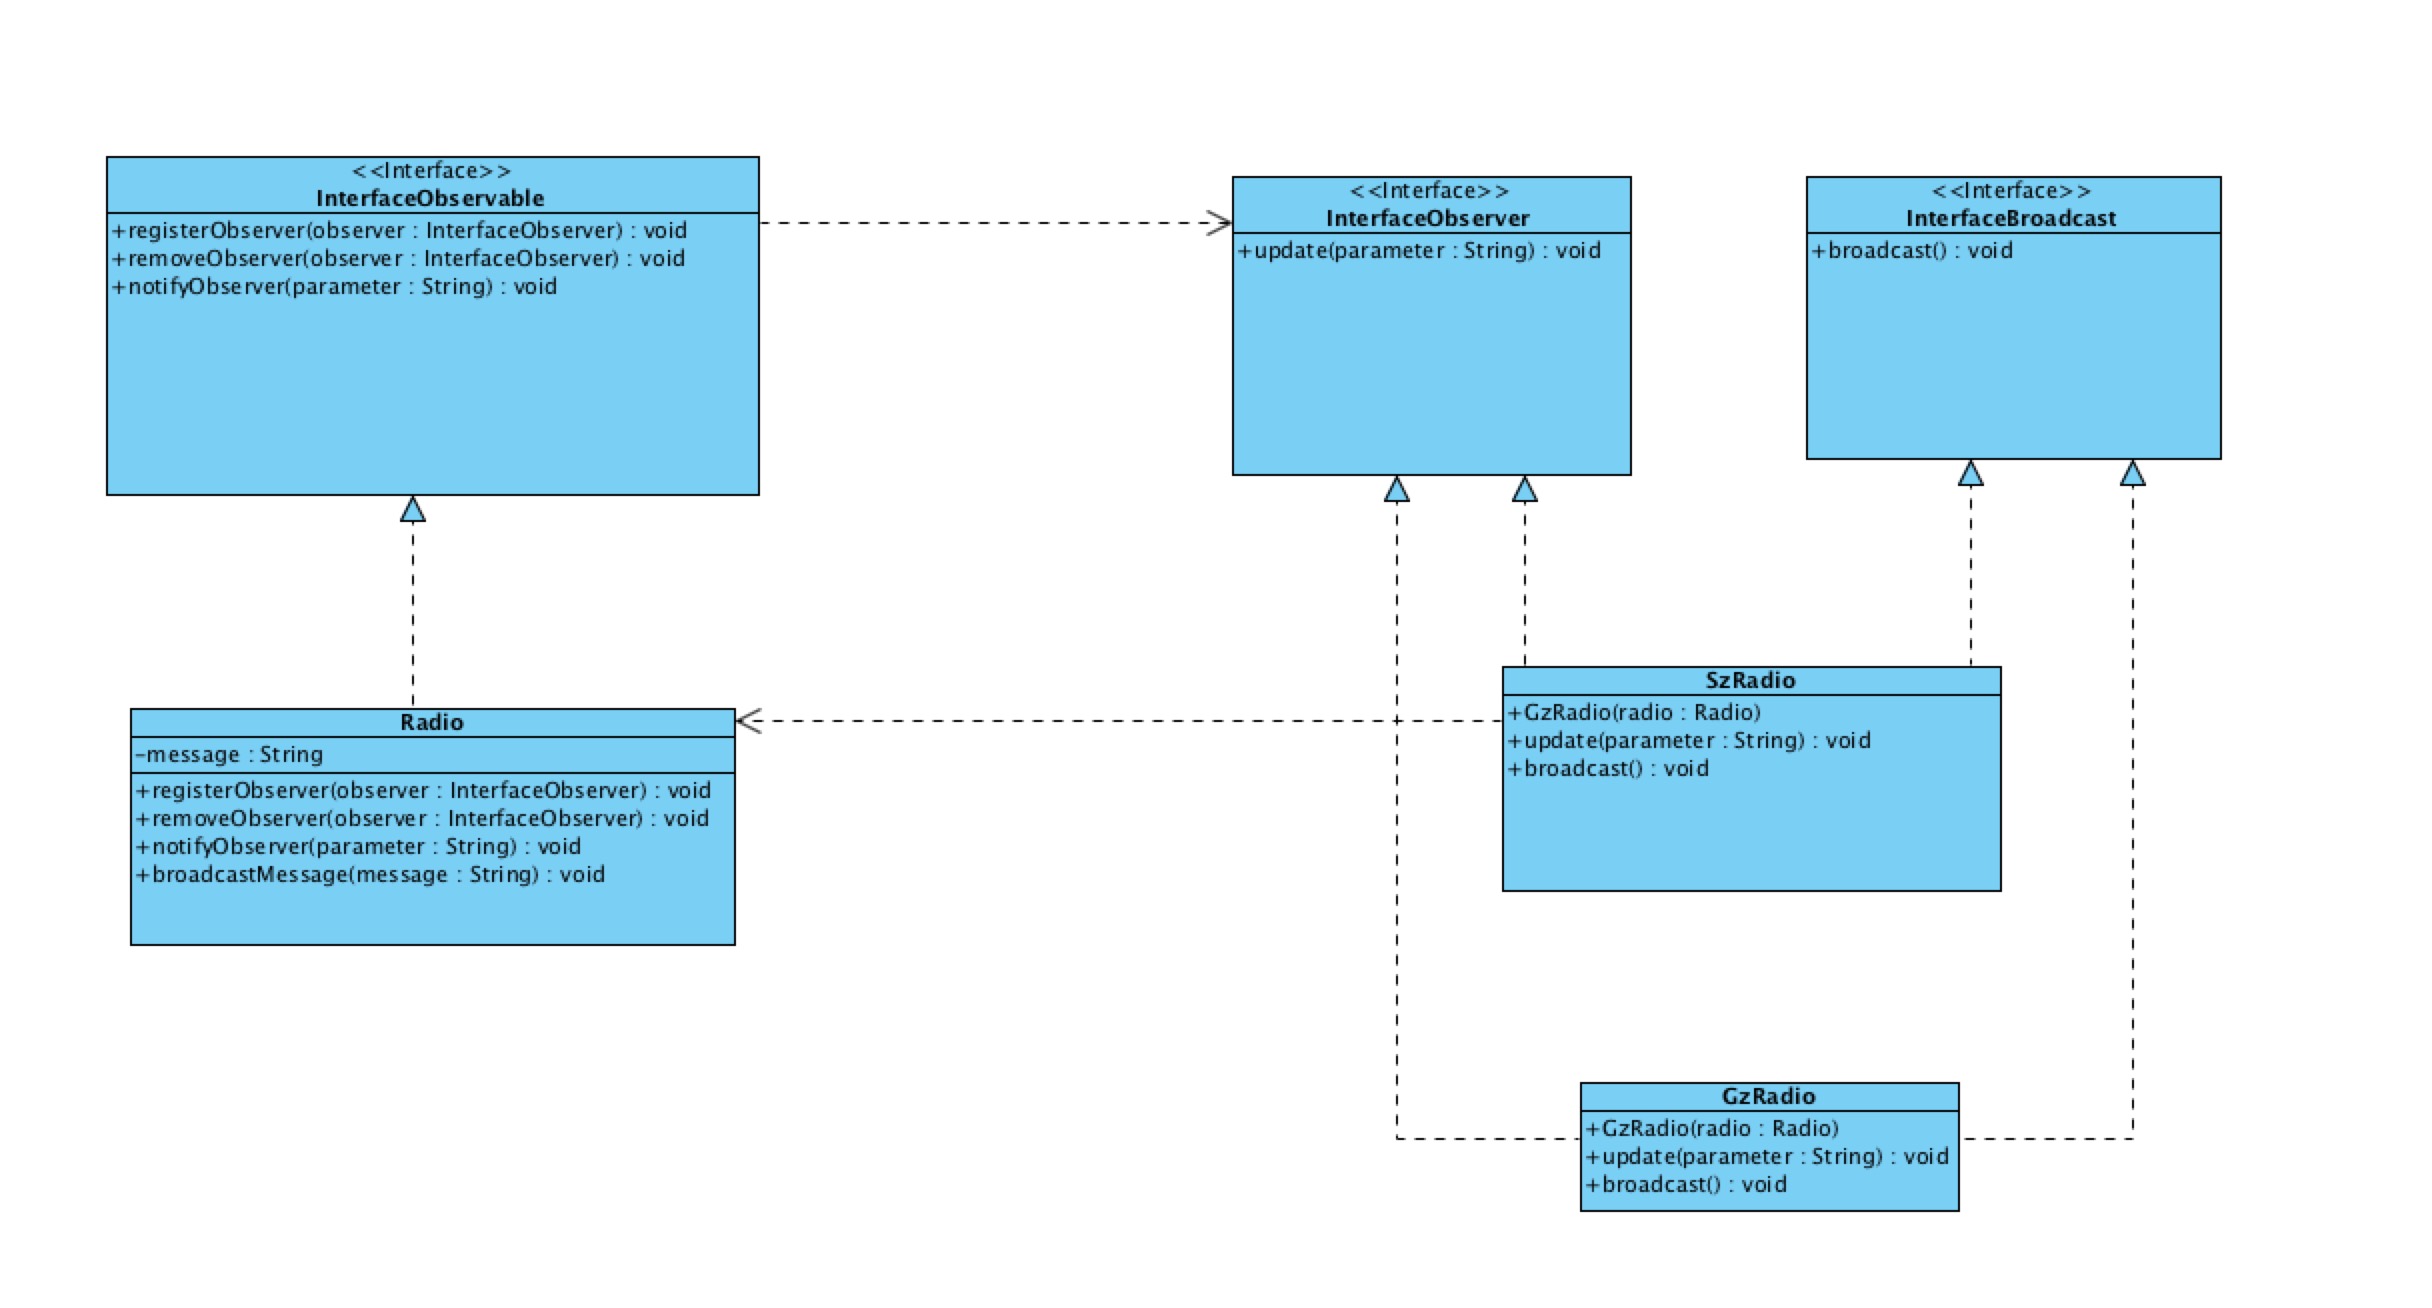 <<Interface>>
InterfaceObservable
+registerObserver(observer : InterfaceObserver) : void
+removeObserver(observer : InterfaceObserver) : void
+notifyObserver(parameter : String) : void
<<Interface>>
InterfaceObserver
+update(parameter : String) : void
<<Interface>>
InterfaceBroadcast
+broadcast() : void
Radio
-message : String
+registerObserver(observer : InterfaceObserver) : void
+removeObserver(observer : InterfaceObserver) : void
+notifyObserver(parameter : String) : void
+broadcastMessage(message : String) : void
SzRadio
+GzRadio(radio : Radio)
+update(parameter : String) : void
+broadcast() : void
GzRadio
+GzRadio(radio : Radio)
+update(parameter : String) : void
+broadcast() : void